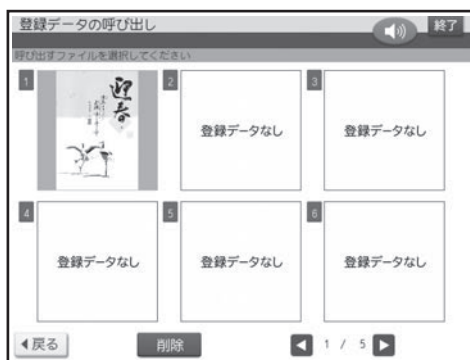 登録データの呼び出し
終了
呼び出すファイルを選択してください
1
迎春
2
登録データなし
3
登録データなし
4
登録データなし
5
登録データなし
6
登録データなし
戻る
削除
1 / 5